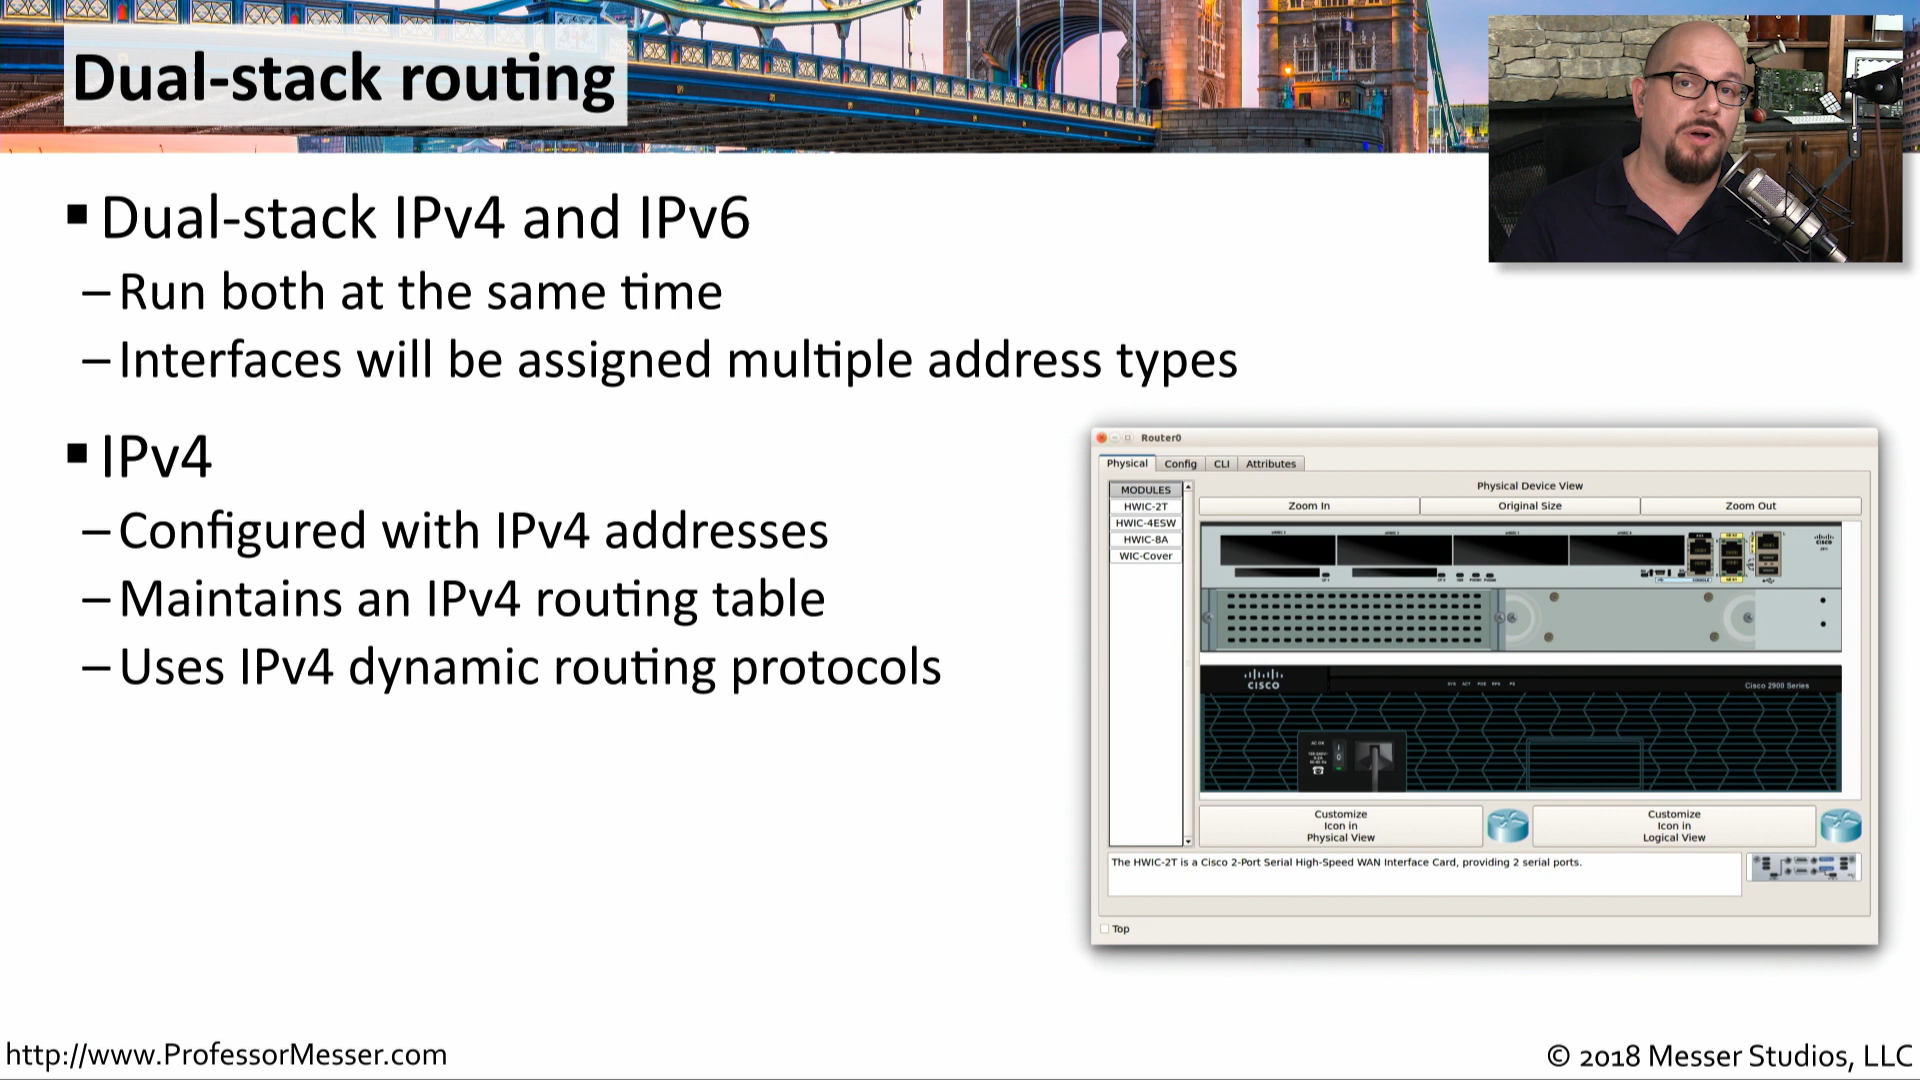 Dual-stack routing
▪ Dual-stack IPv4 and IPv6
– Run both at the same time
– Interfaces will be assigned multiple address types
▪ IPv4
– Configured with IPv4 addresses
– Maintains an IPv4 routing table
– Uses IPv4 dynamic routing protocols
Router0
Physical Config CLI Attributes
MODULES
HWIC-2T
HWIC-4ESW
HWIC-8A
WIC-Cover
Physical Device View
Zoom In Original Size Zoom Out
CISCO
Cisco 2900 Series
Customize
Icon in
Physical View
Customize
Icon in
Logical View
The HWIC-2T is a Cisco 2-Port Serial High-Speed WAN Interface Card, providing 2 serial ports.
Top
http://www.ProfessorMesser.com
© 2018 Messer Studios, LLC